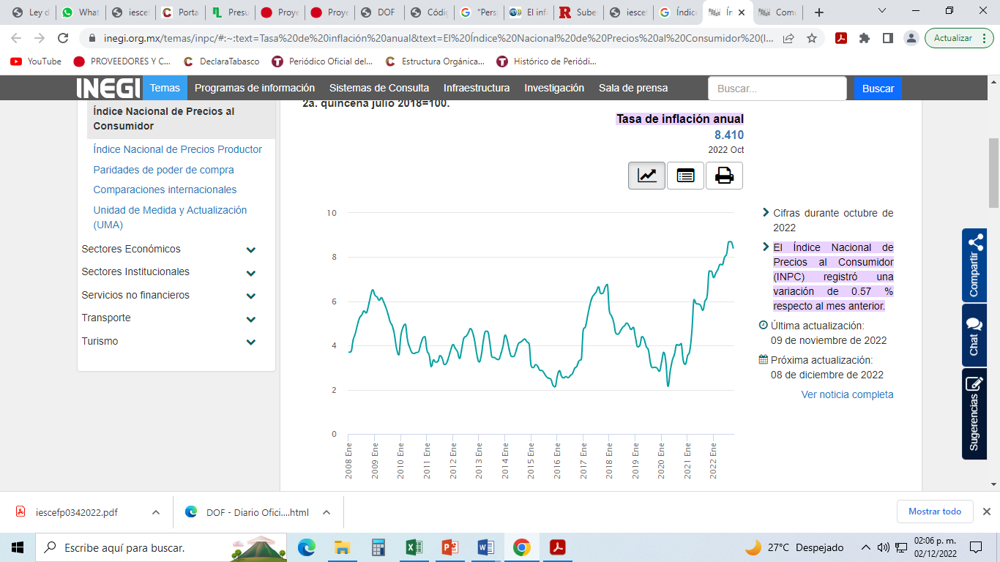 Ley d
What
iescef
Porta
Presu
Proye
Proye
DOF
Códig
"Persp
El infl
Suber
iescef
Índice
Ín
Comu
inegi.org.mx/temas/inpc/#:~:text=Tasa%20de%20inflación%20anual&text=El%20Índice%20Nacional%20de%20Precios%20al%20Consumidor%20(I...
Actualizar
YouTube
PROVEEDORES Y C...
DeclaraTabasco
Periódico Oficial del...
Estructura Orgánica...
Histórico de Periódi...
INEGI
Temas
Programas de información
Sistemas de Consulta
Infraestructura
Investigación
Sala de prensa
Buscar...
Buscar
Índice Nacional de Precios al
Consumidor
Índice Nacional de Precios Productor
Paridades de poder de compra
Comparaciones internacionales
Unidad de Medida y Actualización
(UMA)
Sectores Económicos
Sectores Institucionales
Servicios no financieros
Transporte
Turismo
2a. quincena julio 2018=100.
Tasa de inflación anual
8.410
2022 Oct
10
8
6
4
2
0
2008 Ene
2009 Ene
2010 Ene
2011 Ene
2012 Ene
2013 Ene
2014 Ene
2015 Ene
2016 Ene
2017 Ene
2018 Ene
2019 Ene
2020 Ene
2021 Ene
2022 Ene
Cifras durante octubre de
2022
El Índice Nacional de
Precios al Consumidor
(INPC) registró una
variación de 0.57 %
respecto al mes anterior.
Última actualización:
09 de noviembre de 2022
Próxima actualización:
08 de diciembre de 2022
Ver noticia completa
Compartir
Chat
Sugerencias
iescefp0342022.pdf
DOF - Diario Ofici....html
Mostrar todo
Escribe aquí para buscar.
27°C Despejado
02:06 p. m.
02/12/2022